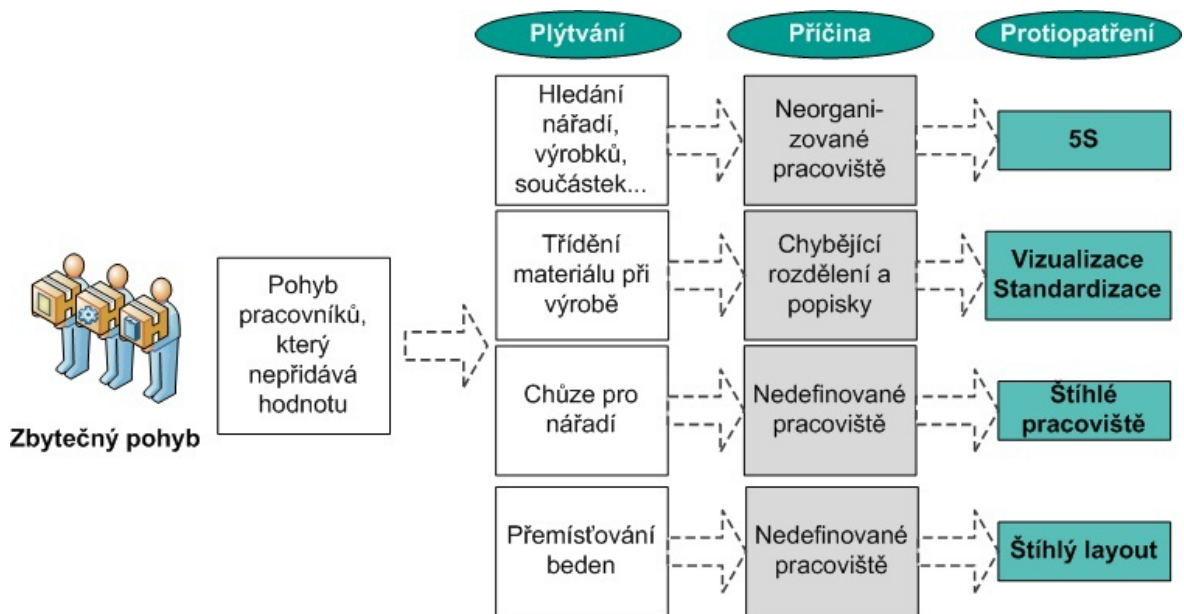 Plýtvání
Příčina
Protiopatření
Hledání
nářadí,
výrobků,
součástek...
Neorgani-
zované
pracoviště
5S
Třídění
materiálu při
výrobě
Chybějící
rozdělení a
popisky
Vizualizace
Standardizace
Pohyb
pracovníků,
který
nepřidává
hodnotu
Zbytečný pohyb
Chůze pro
nářadí
Nedefinované
pracoviště
Štíhlé
pracoviště
Přemísťování
beden
Nedefinované
pracoviště
Štíhlý layout